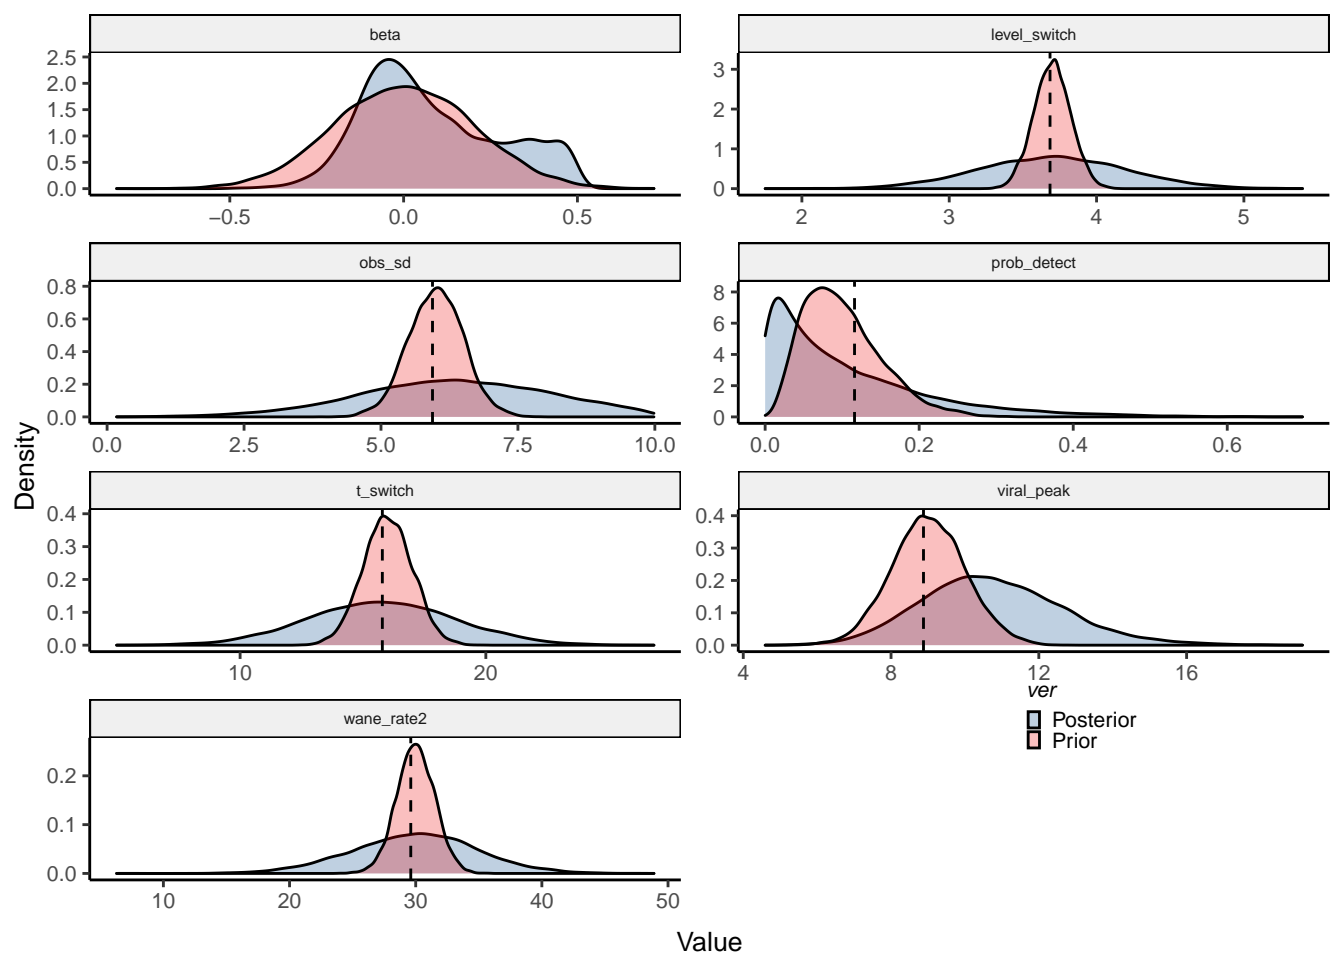 beta
2.5
2.0
1.5
1.0
0.5
0.0
−0.5 0.0 0.5
level_switch
3
2
1
0
2 3 4 5
obs_sd
0.8
0.6
0.4
0.2
0.0
0.0 2.5 5.0 7.5 10.0
prob_detect
8
6
4
2
0
0.0 0.2 0.4 0.6
t_switch
0.4
0.3
0.2
0.1
0.0
10 20
viral_peak
0.4
0.3
0.2
0.1
0.0
4 8 12 16
wane_rate2
0.2
0.1
0.0
10 20 30 40 50
ver
Posterior
Prior
Density
Value